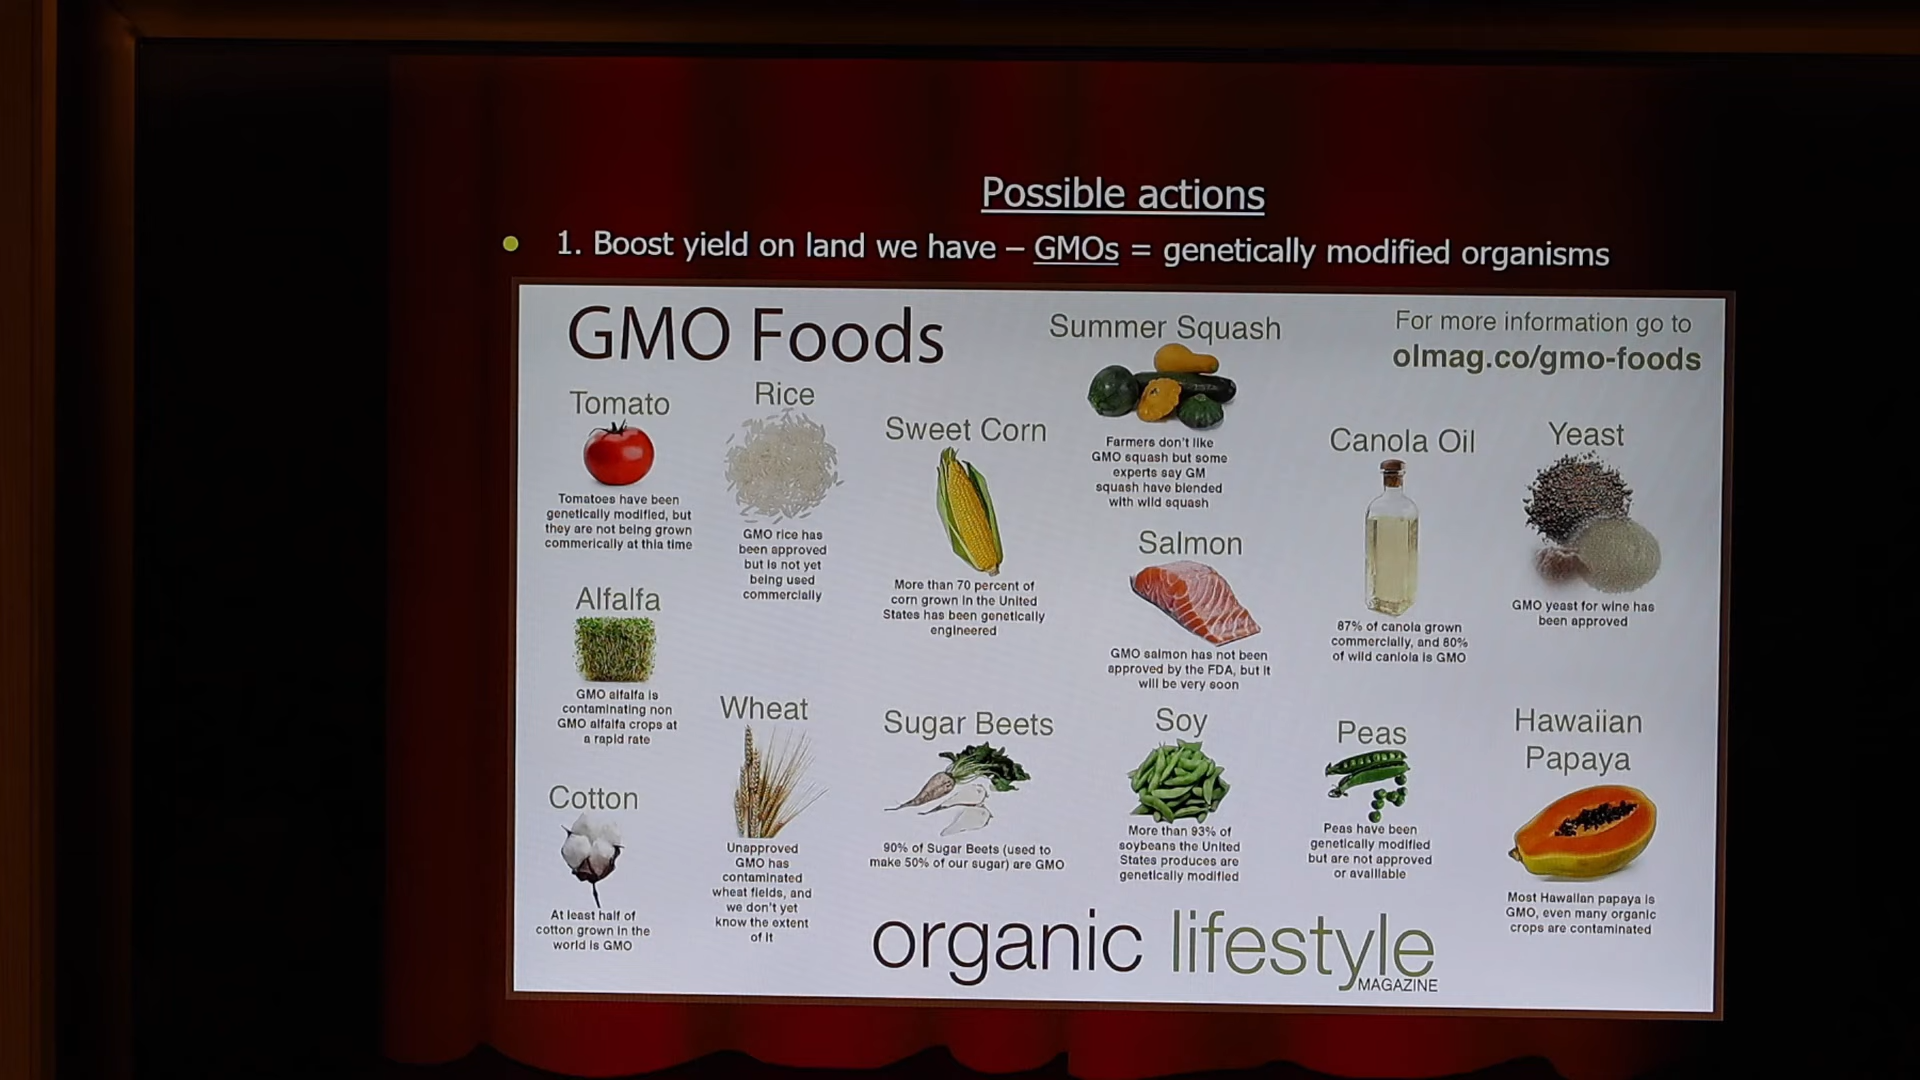 Possible actions
1. Boost yield on land we have – GMOs = genetically modified organisms
GMO Foods
For more information go to
olmag.co/gmo-foods
Tomato
Tomatoes have been
genetically modified, but
they are not being grown
commerically at thia time
Rice
GMO rice has
been approved
but is not yet
being used
commercially
Sweet Corn
More than 70 percent of
corn grown in the United
States has been genetically
engineered
Summer Squash
Farmers don't like
GMO squash but some
experts say GM
squash have blended
with wild squash
Salmon
GMO salmon has not been
approved by the FDA, but it
will be very soon
Canola Oil
87% of canola grown
commercially, and 80%
of wild canlola is GMO
Yeast
GMO yeast for wine has
been approved
Alfalfa
GMO alfalfa is
contaminating non
GMO alfalfa crops at
a rapid rate
Cotton
At least half of
cotton grown in the
world is GMO
Wheat
Unapproved
GMO has
contaminated
wheat fields, and
we don't yet
know the extent
of it
Sugar Beets
90% of Sugar Beets (used to
make 50% of our sugar) are GMO
Soy
More than 93% of
soybeans the United
States produces are
genetically modified
Peas
Peas have been
genetically modified
but are not approved
or availlable
Hawaiian
Papaya
Most Hawaiian papaya is
GMO, even many organic
crops are contaminated
organic lifestyle
MAGAZINE